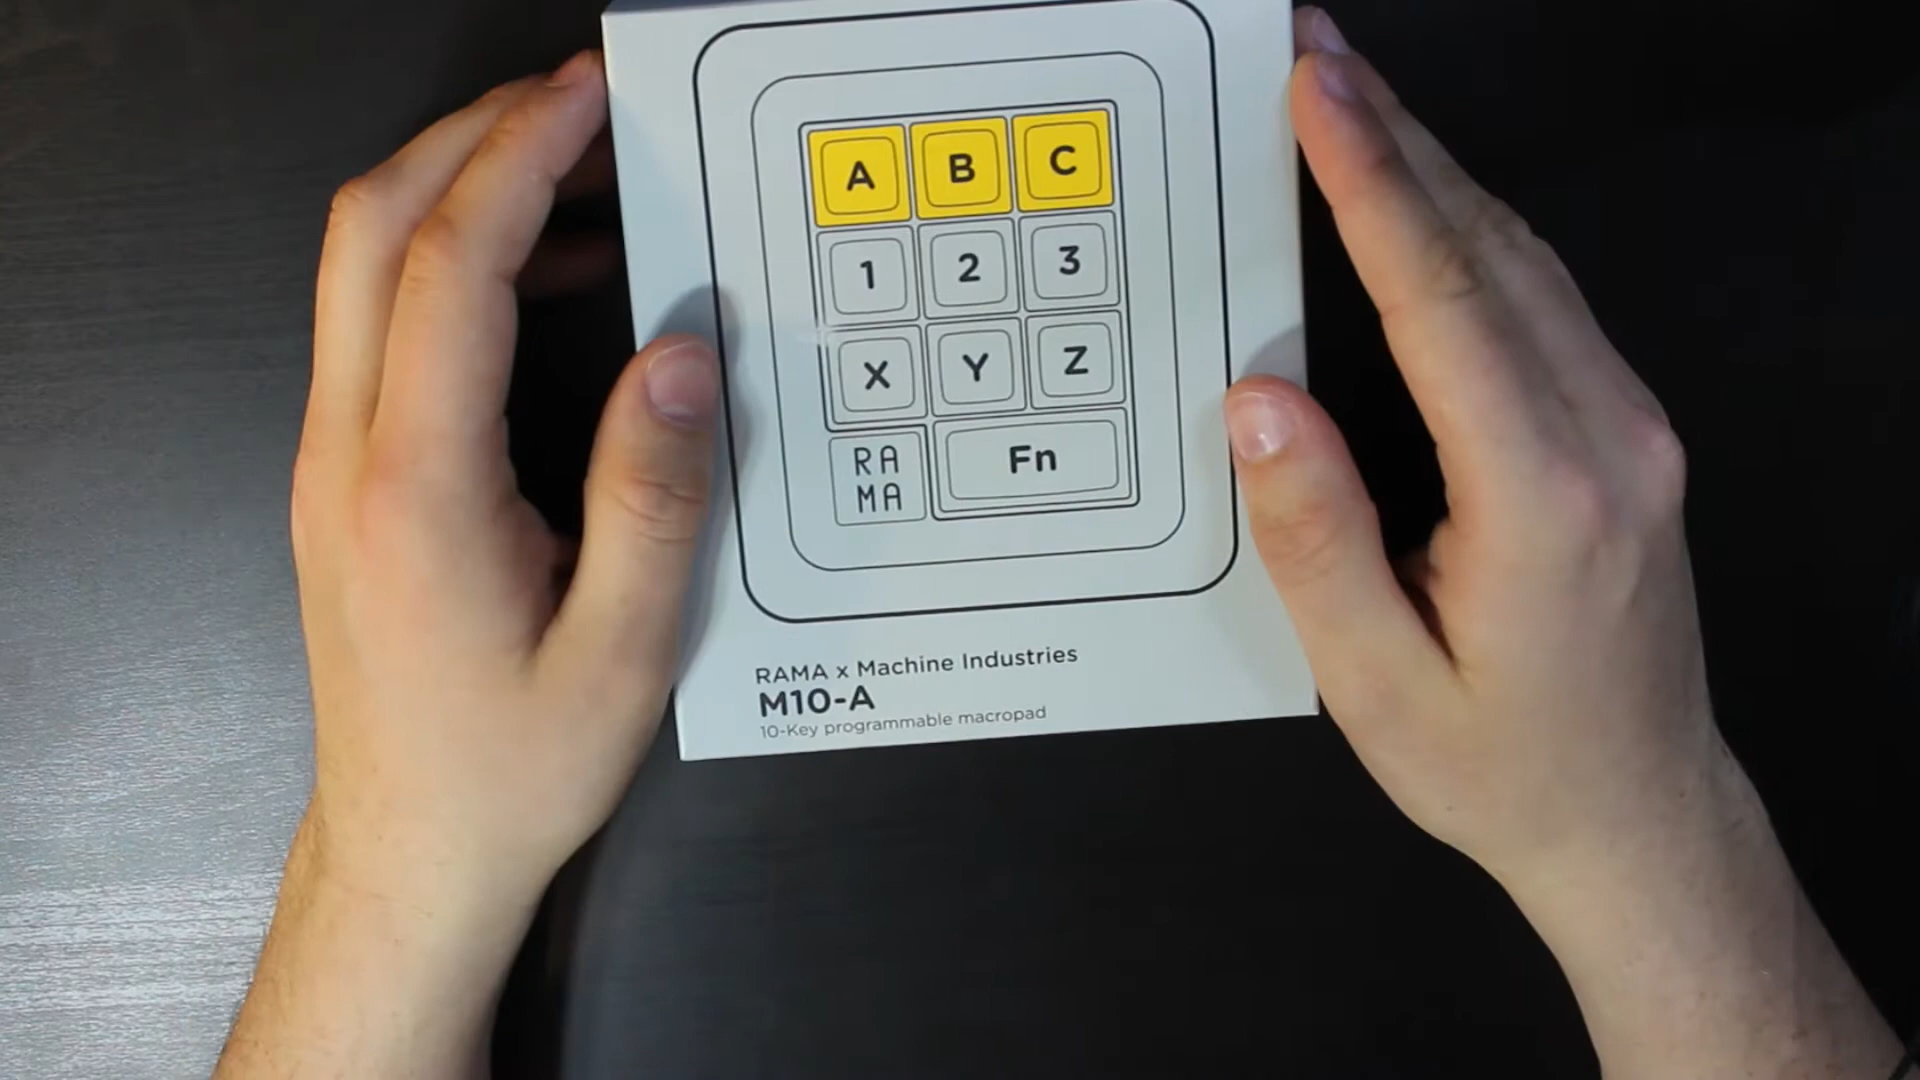 A B C
1 2 3
X Y Z
RA
MA
Fn
RAMA x Machine Industries
M10-A
10-Key programmable macropad